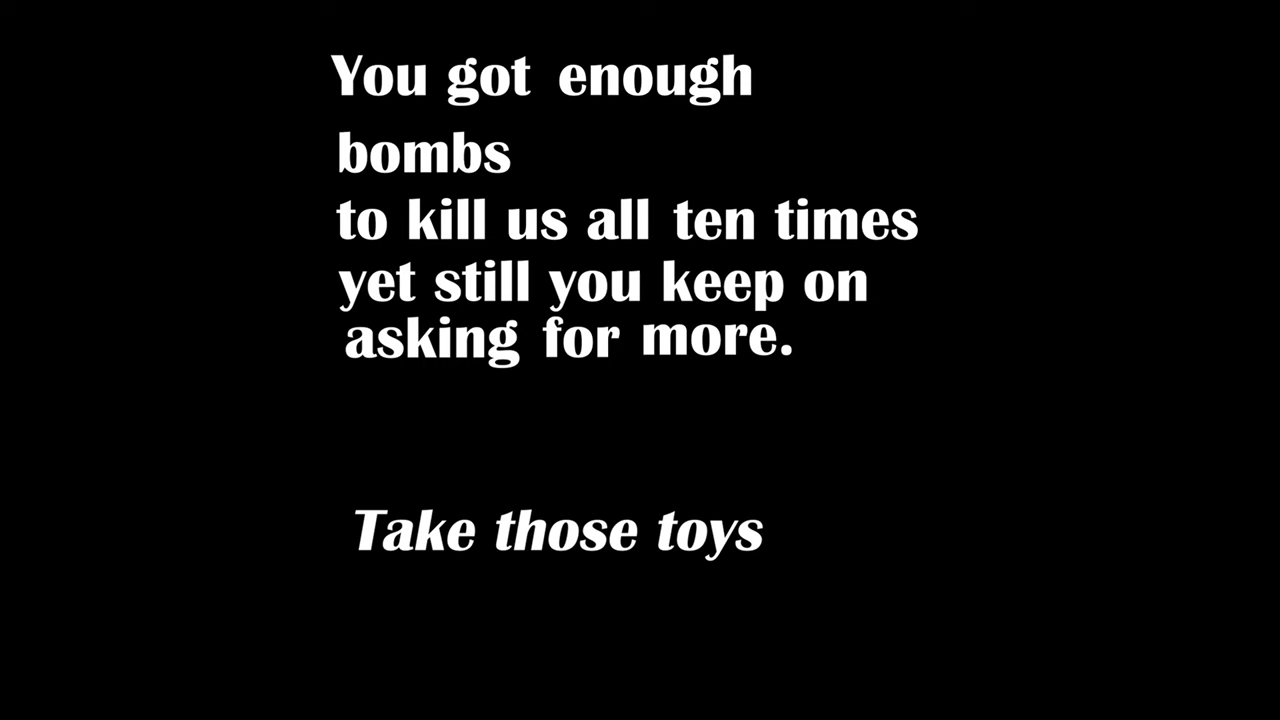 You got enough
bombs
to kill us all ten times
yet still you keep on
asking for more.
Take those toys